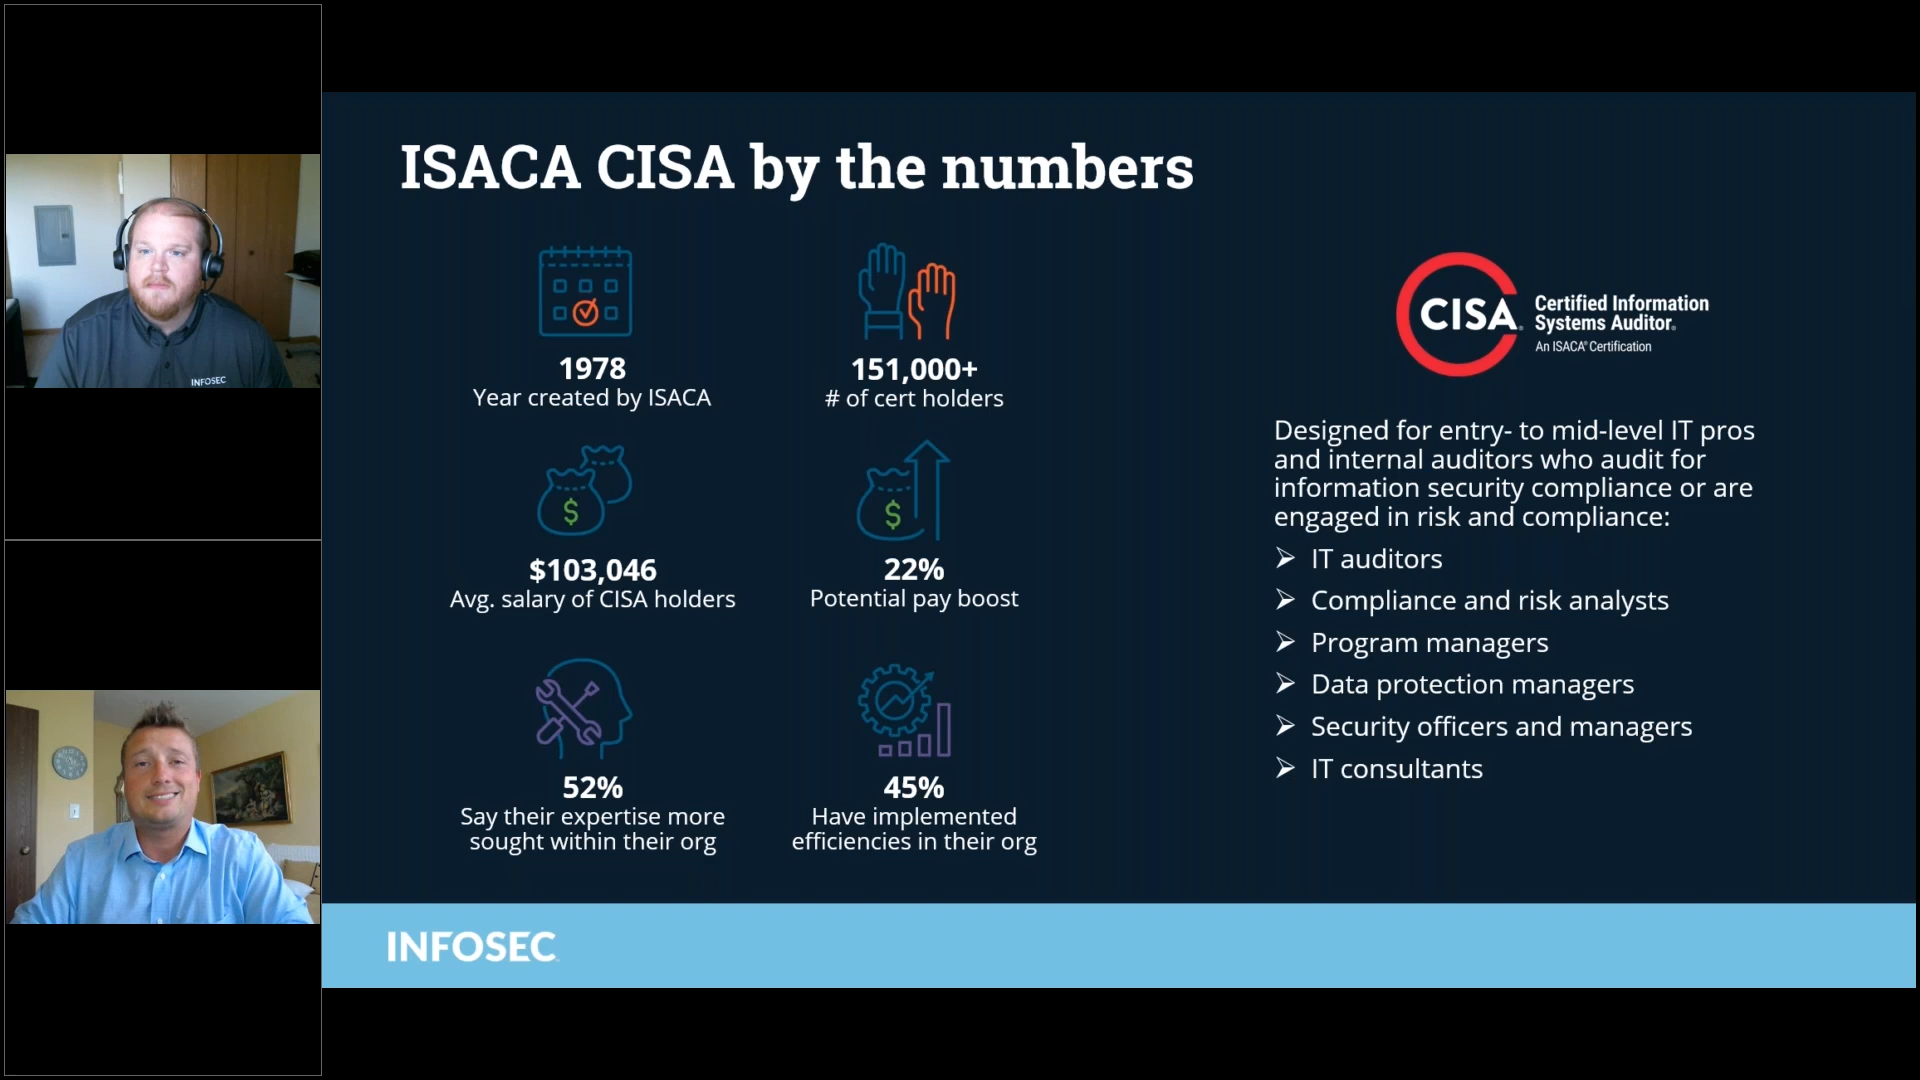 ISACA CISA by the numbers
1978
Year created by ISACA
151,000+
# of cert holders
$103,046
Avg. salary of CISA holders
22%
Potential pay boost
52%
Say their expertise more
sought within their org
45%
Have implemented
efficiencies in their org
CISA®
Certified Information
Systems Auditor®
An ISACA® Certification
Designed for entry- to mid-level IT pros
and internal auditors who audit for
information security compliance or are
engaged in risk and compliance:
IT auditors
Compliance and risk analysts
Program managers
Data protection managers
Security officers and managers
IT consultants
INFOSEC
INFOSEC